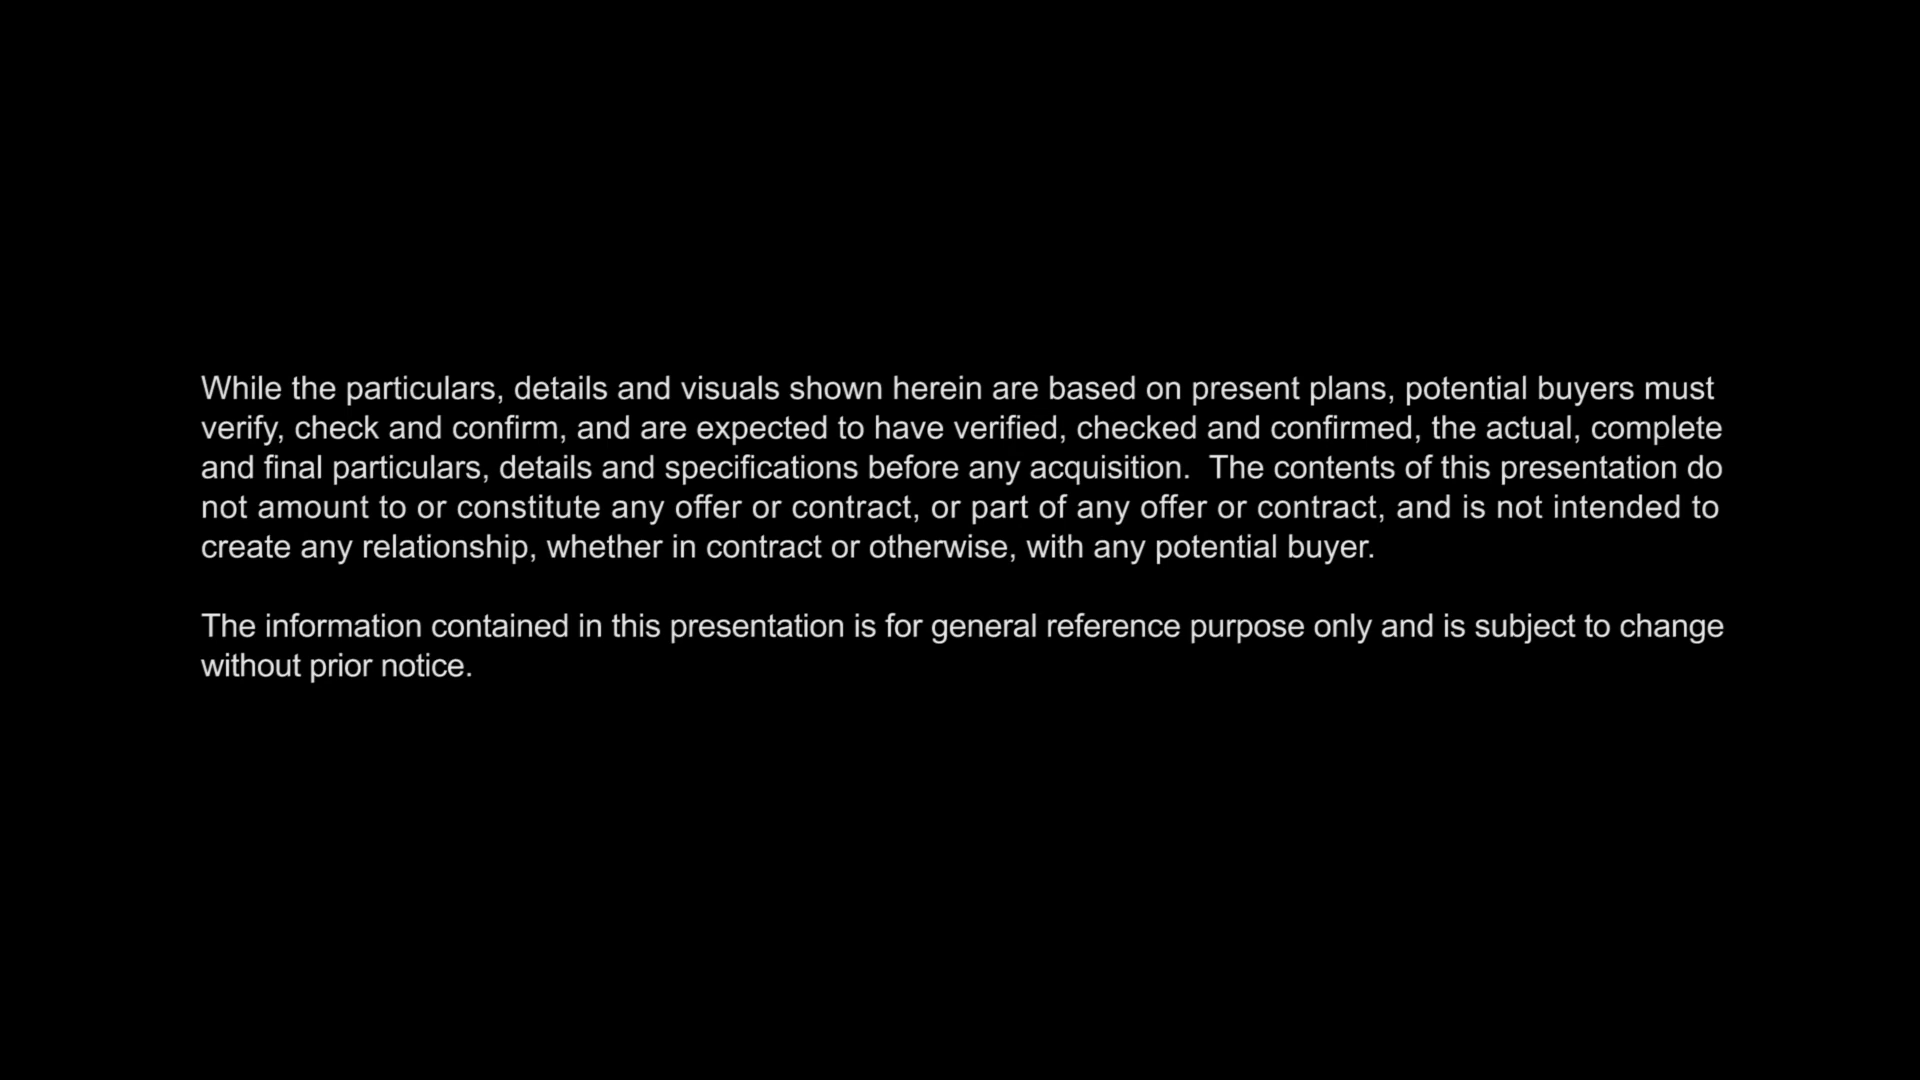 While the particulars, details and visuals shown herein are based on present plans, potential buyers must
verify, check and confirm, and are expected to have verified, checked and confirmed, the actual, complete
and final particulars, details and specifications before any acquisition.  The contents of this presentation do
not amount to or constitute any offer or contract, or part of any offer or contract, and is not intended to
create any relationship, whether in contract or otherwise, with any potential buyer.
The information contained in this presentation is for general reference purpose only and is subject to change
without prior notice.